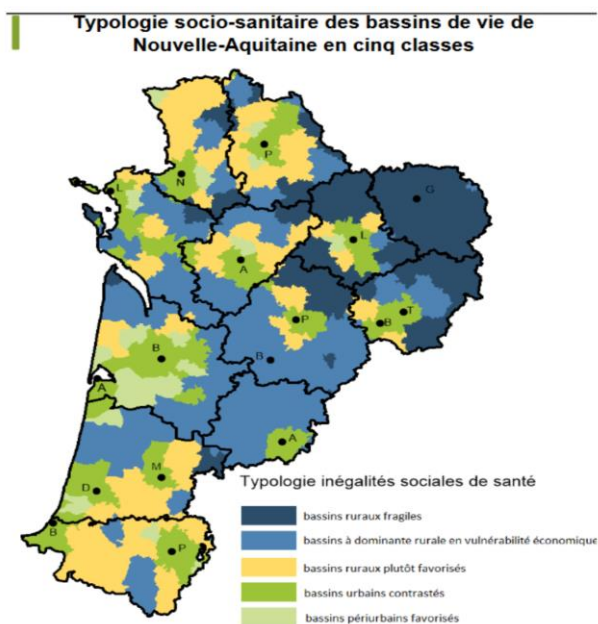 Typologie socio-sanitaire des bassins de vie de
Nouvelle-Aquitaine en cinq classes
P
N
L
G
L
A
P
T
B
B
B
A
A
M
D
B
P
Typologie inégalités sociales de santé
bassins ruraux fragiles
bassins à dominante rurale en vulnérabilité économique
bassins ruraux plutôt favorisés
bassins urbains contrastés
bassins périurbains favorisés